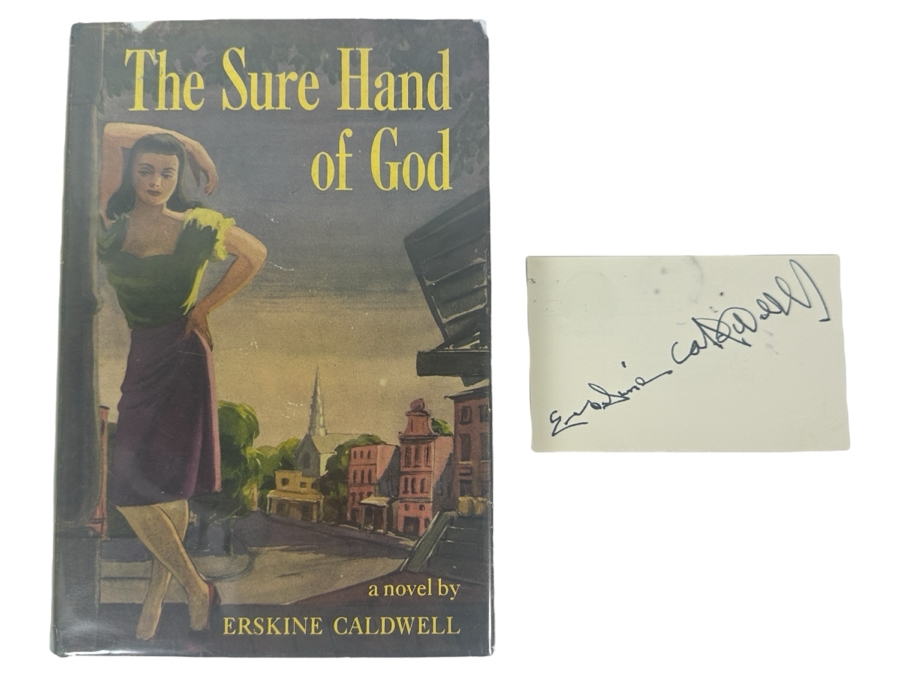 The Sure Hand
of God
a novel by
ERSKINE CALDWELL
Erskine Caldwell